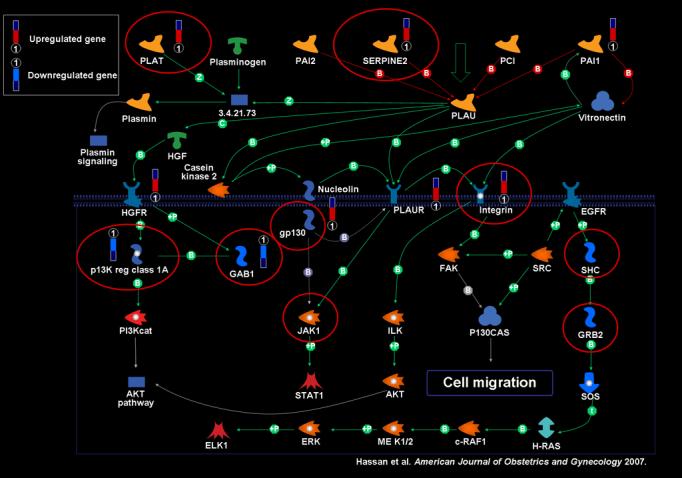 Upregulated gene
1
Downregulated gene
1
PLAT
Plasminogen
PAI2
SERPINE2
1
PCI
PAI1
1
B
B
B
B
B
Z
Plasmin
3.4.21.73
Z
PLAU
Vitronectin
B
C
Plasmin
signaling
HGF
B
Casein
kinase 2
B
+P
B
B
B
+P
B
Nucleolin
B
B
HGFR
1
+P
gp130
1
B
PLAUR
1
Integrin
1
EGFR
+P
+P
+P
1
p13K reg class 1A
B
GAB1
1
B
B
B
B
B
FAK
+P
SRC
SHC
B
+P
B
PI3Kcat
JAK1
ILK
P130CAS
GRB2
B
+P
+P
AKT
pathway
STAT1
AKT
Cell migration
SOS
t
ELK1
+P
ERK
+P
ME K1/2
B
c-RAF1
B
H-RAS
Hassan et al. American Journal of Obstetrics and Gynecology 2007.